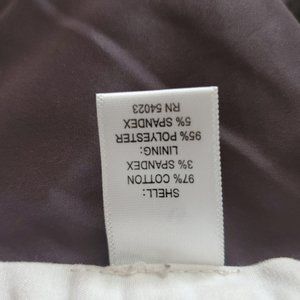 SHELL:
97% COTTON
3% SPANDEX
LINING:
95% POLYESTER
5% SPANDEX
RN 54023